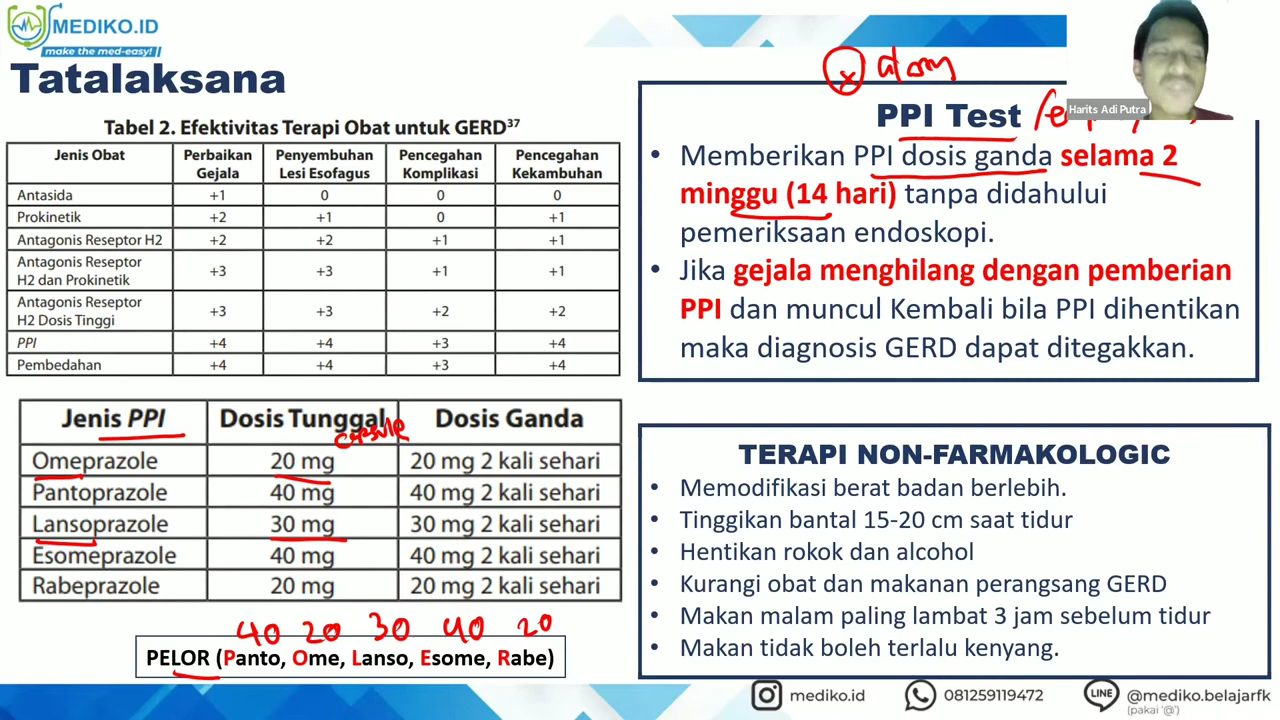 MEDIKO.ID
make the med-easy!
Tatalaksana
Tabel 2. Efektivitas Terapi Obat untuk GERD37
Jenis Obat Perbaikan Gejala Penyembuhan Lesi Esofagus Pencegahan Komplikasi Pencegahan Kekambuhan
Antasida +1 0 0 0
Prokinetik +2 +1 0 +1
Antagonis Reseptor H2 +2 +2 +1 +1
Antagonis Reseptor H2 dan Prokinetik +3 +3 +1 +1
Antagonis Reseptor H2 Dosis Tinggi +3 +3 +2 +2
PPI +4 +4 +3 +4
Pembedahan +4 +4 +3 +4
Jenis PPI Dosis Tunggal Dosis Ganda
capsule
Omeprazole 20 mg 20 mg 2 kali sehari
Pantoprazole 40 mg 40 mg 2 kali sehari
Lansoprazole 30 mg 30 mg 2 kali sehari
Esomeprazole 40 mg 40 mg 2 kali sehari
Rabeprazole 20 mg 20 mg 2 kali sehari
40 20 30 40 20
PELOR (Panto, Ome, Lanso, Esome, Rabe)
Harits Adi Putra
PPI Test
• Memberikan PPI dosis ganda selama 2
minggu (14 hari) tanpa didahului
pemeriksaan endoskopi.
• Jika gejala menghilang dengan pemberian
PPI dan muncul Kembali bila PPI dihentikan
maka diagnosis GERD dapat ditegakkan.
TERAPI NON-FARMAKOLOGIC
• Memodifikasi berat badan berlebih.
• Tinggikan bantal 15-20 cm saat tidur
• Hentikan rokok dan alcohol
• Kurangi obat dan makanan perangsang GERD
• Makan malam paling lambat 3 jam sebelum tidur
• Makan tidak boleh terlalu kenyang.
mediko.id
081259119472
LINE
@mediko.belajarfk
(pakai '@')